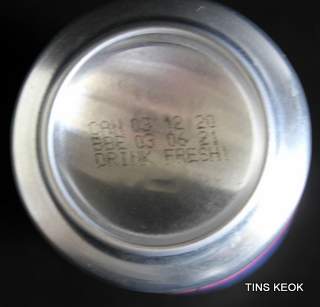 CAN 03 12 20
BBE 03 06 21
DRINK FRESH!
TINS KEOK